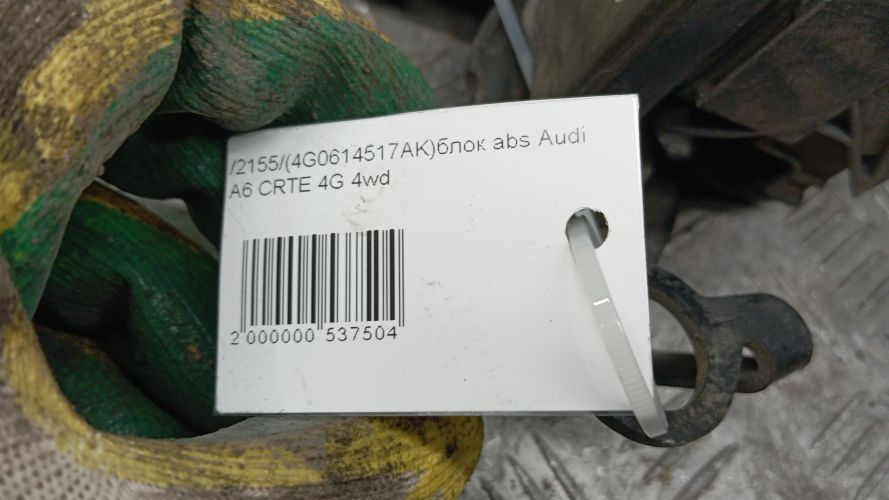 /2155/(4G0614517AK)блок abs Audi
A6 CRTE 4G 4wd
2 000000 537504